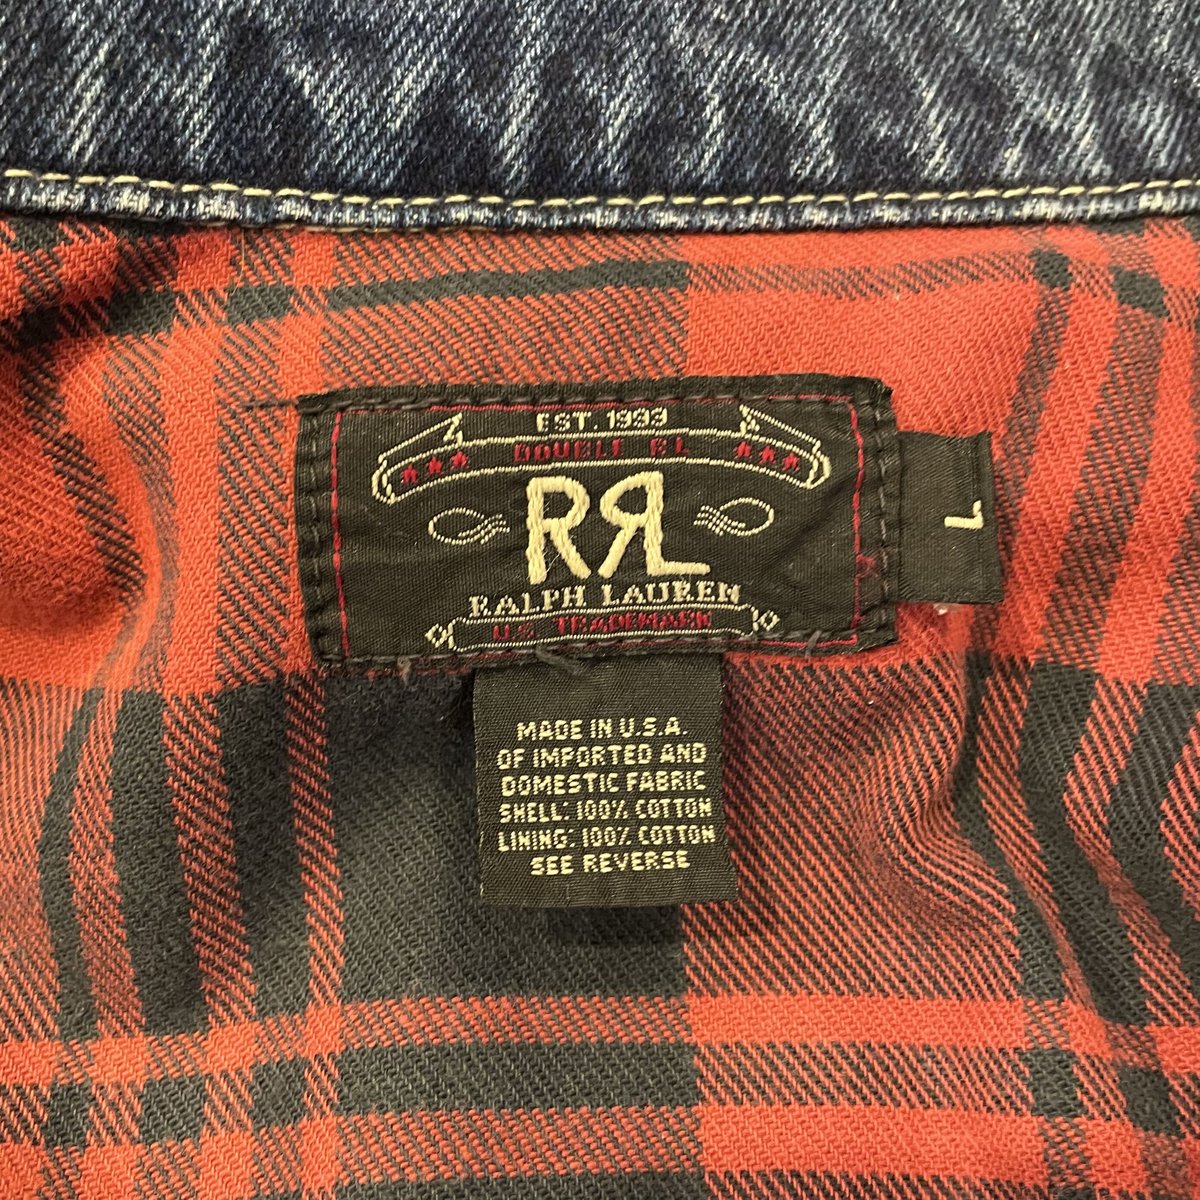 EST. 1993
DOUBLE RL
RRL
RALPH LAUREN
U.S. TRADEMARK
L
MADE IN U.S.A.
OF IMPORTED AND
DOMESTIC FABRIC
SHELL: 100% COTTON
LINING: 100% COTTON
SEE REVERSE